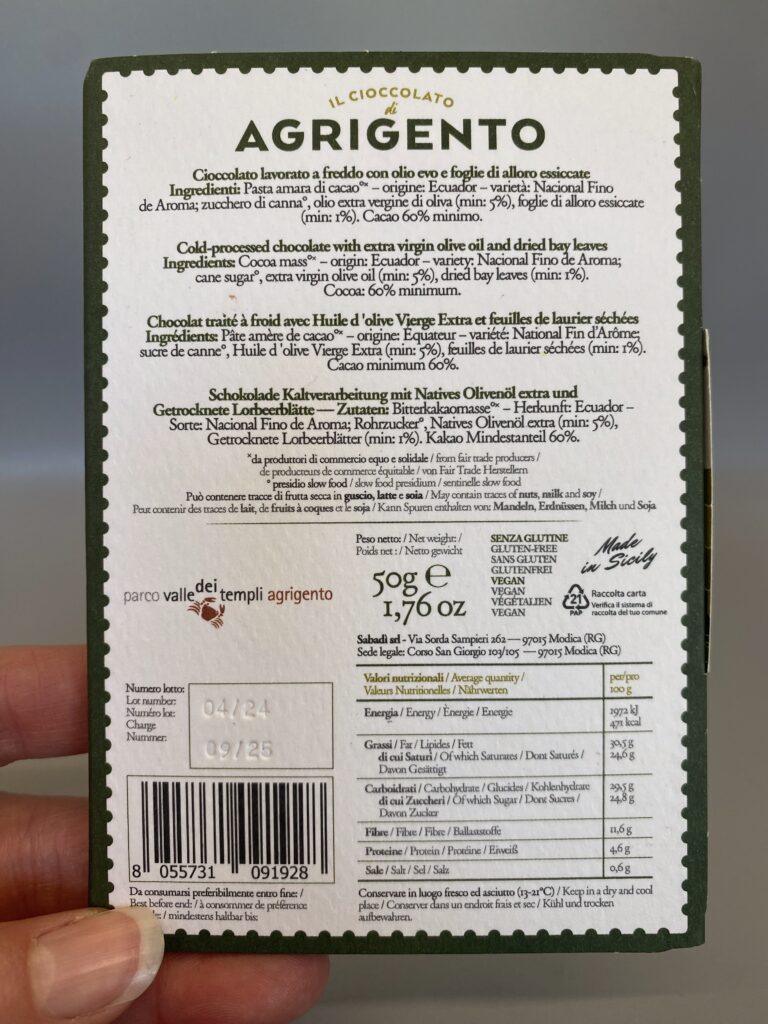 IL CIOCCOLATO
di
AGRIGENTO
Cioccolato lavorato a freddo con olio evo e foglie di alloro essiccate
Ingredienti: Pasta amara di cacao°ˣ – origine: Ecuador – varietà: Nacional Fino
de Aroma; zucchero di canna°, olio extra vergine di oliva (min: 5%), foglie di alloro essiccate
(min: 1%). Cacao 60% minimo.
Cold-processed chocolate with extra virgin olive oil and dried bay leaves
Ingredients: Cocoa mass°ˣ – origin: Ecuador – variety: Nacional Fino de Aroma;
cane sugar°, extra virgin olive oil (min: 5%), dried bay leaves (min: 1%).
Cocoa: 60% minimum.
Chocolat traité à froid avec Huile d 'olive Vierge Extra et feuilles de laurier séchées
Ingrédients: Pâte amère de cacao°ˣ – origine: Équateur – variété: National Fin d'Arôme;
sucre de canne°, Huile d 'olive Vierge Extra (min: 5%), feuilles de laurier séchées (min: 1%).
Cacao minimum 60%.
Schokolade Kaltverarbeitung mit Natives Olivenöl extra und
Getrocknete Lorbeerblätte — Zutaten: Bitterkakaomasse°ˣ – Herkunft: Ecuador –
Sorte: Nacional Fino de Aroma; Rohrzucker°, Natives Olivenöl extra (min: 5%),
Getrocknete Lorbeerblätter (min: 1%). Kakao Mindestanteil 60%.
ˣda produttori di commercio equo e solidale / from fair trade producers /
de producteurs de commerce équitable / von Fair Trade Herstellern
° presidio slow food / slow food presidium / sentinelle slow food
Può contenere tracce di frutta secca in guscio, latte e soia / May contain traces of nuts, milk and soy /
Peut contenir des traces de lait, de fruits à coques et le soja / Kann Spuren enthalten von: Mandeln, Erdnüssen, Milch und Soja
parco valle dei templi agrigento
Peso netto: / Net weight: /
Poids net : / Netto gewicht
50g ℮
1,76 oz
SENZA GLUTINE
GLUTEN-FREE
SANS GLUTEN
GLUTENFREI
VEGAN
VEGAN
VÉGÉTALIEN
VEGAN
Made
in Sicily
21
PAP
Raccolta carta
Verifica il sistema di
raccolta del tuo comune
Sabadì srl - Via Sorda Sampieri 262 — 97015 Modica (RG)
Sede legale: Corso San Giorgio 103/105 — 97015 Modica (RG)
Valori nutrizionali / Average quantity / per/pro
Valeurs Nutritionelles / Nährwerten 100 g
Energia / Energy / Ènergie / Energie 1972 kJ
471 kcal
Grassi / Fat / Lipides / Fett 30,5 g
di cui Saturi / Of which Saturates / Dont Saturés / 24,6 g
Davon Gesättigt
Carboidrati / Carbohydrate / Glucides / Kohlenhydrate 29,5 g
di cui Zuccheri / Of which Sugar / Dont Sucres / 24,8 g
Davon Zucker
Fibre / Fibre / Fibre / Ballaststoffe 11,6 g
Proteine / Protein / Protéine / Eiweiß 4,6 g
Sale / Salt / Sel / Salz 0,6 g
Conservare in luogo fresco ed asciutto (13-21°C) / Keep in a dry and cool
place / Conserver dans un endroit frais et sec / Kühl und trocken
aufbewahren.
Numero lotto:
Lot number:
Numéro lot:
Charge
Nummer:
04/24
09/25
8 055731 091928
Da consumarsi preferibilmente entro fine: /
Best before end: / à consommer de préférence
/ mindestens haltbar bis: